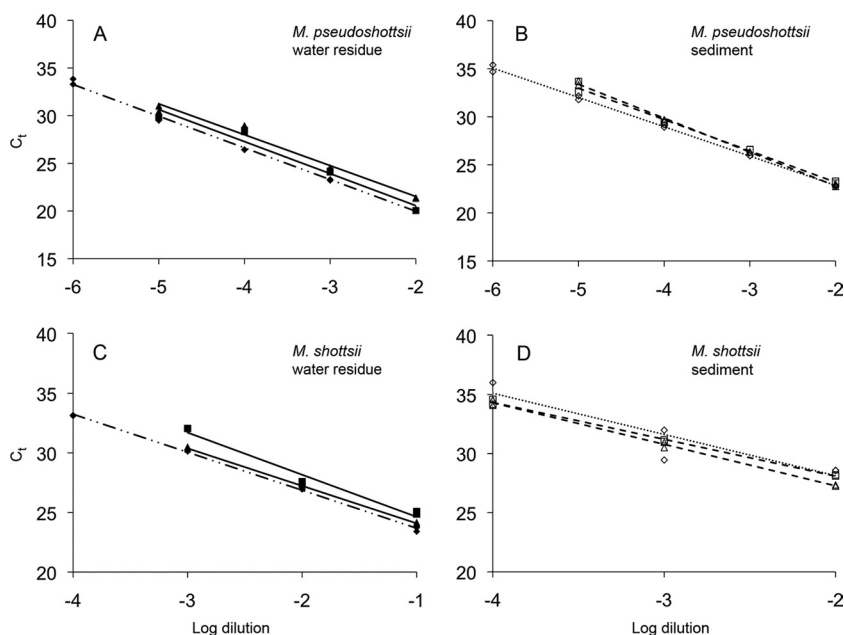 A
M. pseudoshottsii
water residue
40
35
30
25
20
15
Ct
-6 -5 -4 -3 -2
B
M. pseudoshottsii
sediment
40
35
30
25
20
15
-6 -5 -4 -3 -2
C
M. shottsii
water residue
40
35
30
25
20
Ct
-4 -3 -2 -1
Log dilution
D
M. shottsii
sediment
40
35
30
25
20
-4 -3 -2
Log dilution